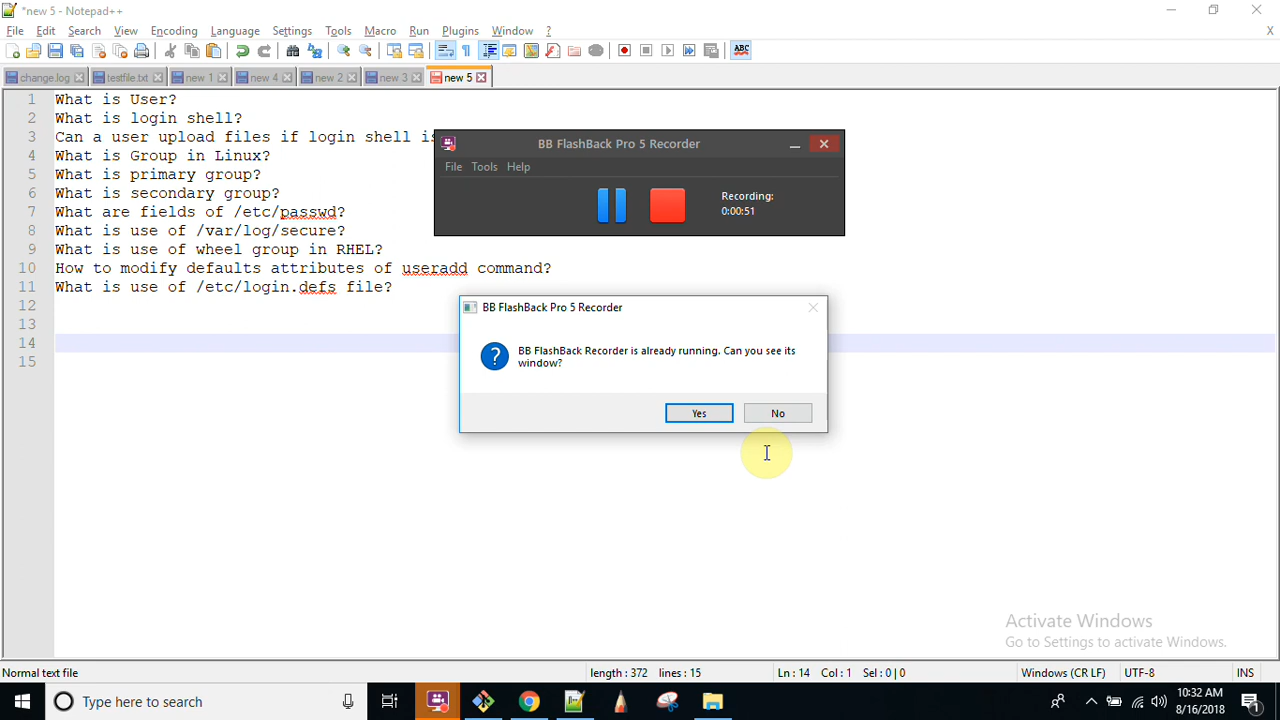 *new 5 - Notepad++
File Edit Search View Encoding Language Settings Tools Macro Run Plugins Window ? X
change.log testfile.txt new 1 new 4 new 2 new 3 new 5
1 What is User?
2 What is login shell?
3 Can a user upload files if login shell is
4 What is Group in Linux?
5 What is primary group?
6 What is secondary group?
7 What are fields of /etc/passwd?
8 What is use of /var/log/secure?
9 What is use of wheel group in RHEL?
10 How to modify defaults attributes of useradd command?
11 What is use of /etc/login.defs file?
12
13
14
15
BB FlashBack Pro 5 Recorder
File Tools Help
Recording:
0:00:51
BB FlashBack Pro 5 Recorder
BB FlashBack Recorder is already running. Can you see its
window?
Yes No
Activate Windows
Go to Settings to activate Windows.
Normal text file length : 372 lines : 15 Ln : 14 Col : 1 Sel : 0 | 0 Windows (CR LF) UTF-8 INS
Type here to search
10:32 AM
8/16/2018
1